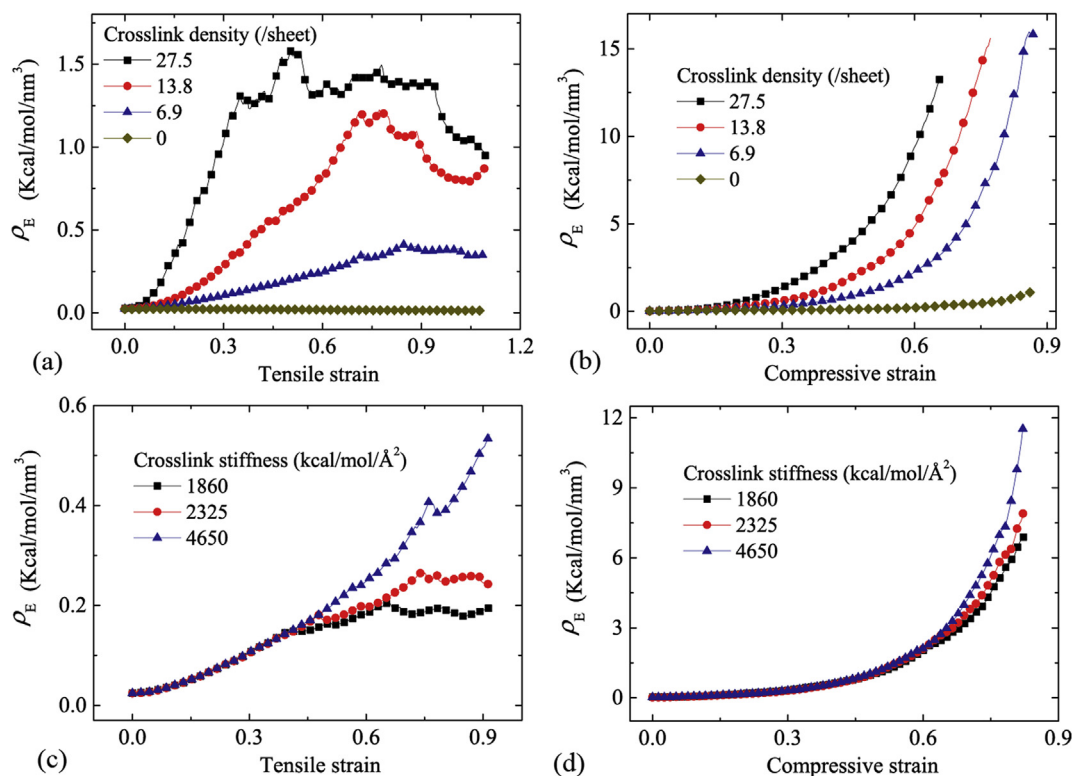 Crosslink density (/sheet)
27.5
13.8
6.9
0
ρE (Kcal/mol/nm³)
1.5
1.0
0.5
0.0
0.0 0.3 0.6 0.9 1.2
Tensile strain
(a)
Crosslink density (/sheet)
27.5
13.8
6.9
0
ρE (Kcal/mol/nm³)
15
10
5
0
0.0 0.3 0.6 0.9
Compressive strain
(b)
Crosslink stiffness (kcal/mol/Å²)
1860
2325
4650
ρE (Kcal/mol/nm³)
0.6
0.4
0.2
0.0
0.0 0.3 0.6 0.9
Tensile strain
(c)
Crosslink stiffness (kcal/mol/Å²)
1860
2325
4650
ρE (Kcal/mol/nm³)
12
9
6
3
0
0.0 0.3 0.6 0.9
Compressive strain
(d)